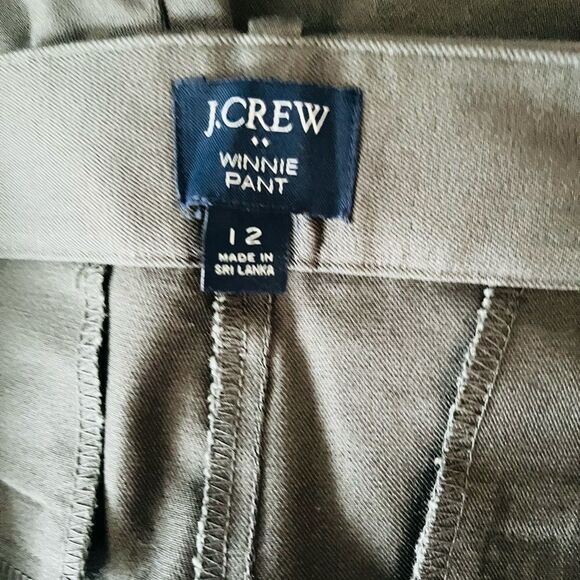 J.CREW
WINNIE
PANT
12
MADE IN
SRI LANKA